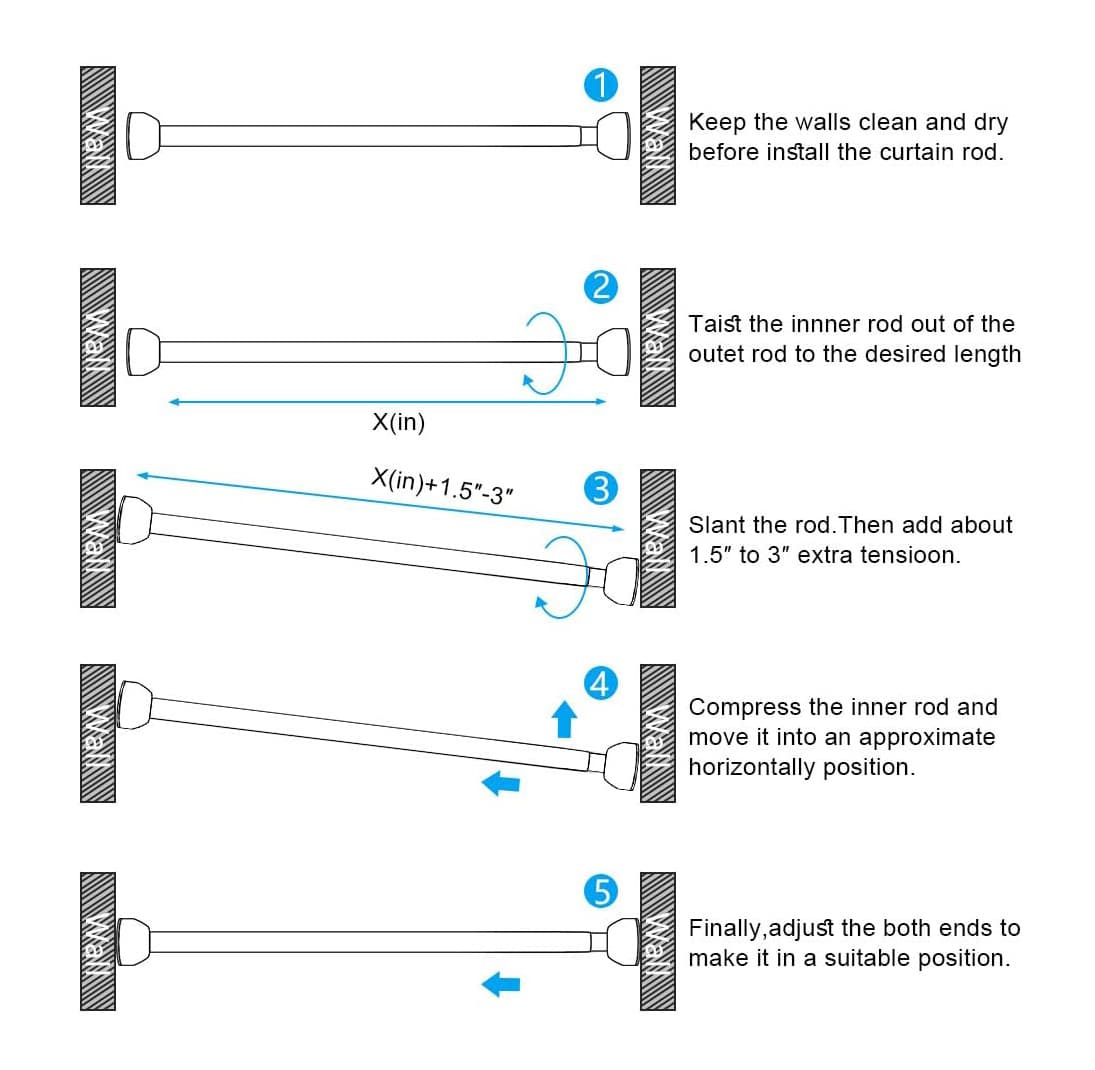 Wall
1
Wall
Keep the walls clean and dry
before install the curtain rod.
Wall
2
Wall
Taist the innner rod out of the
outet rod to the desired length
X(in)
Wall
X(in)+1.5"-3"
3
Wall
Slant the rod.Then add about
1.5" to 3" extra tensioon.
Wall
4
Wall
Compress the inner rod and
move it into an approximate
horizontally position.
Wall
5
Wall
Finally,adjust the both ends to
make it in a suitable position.